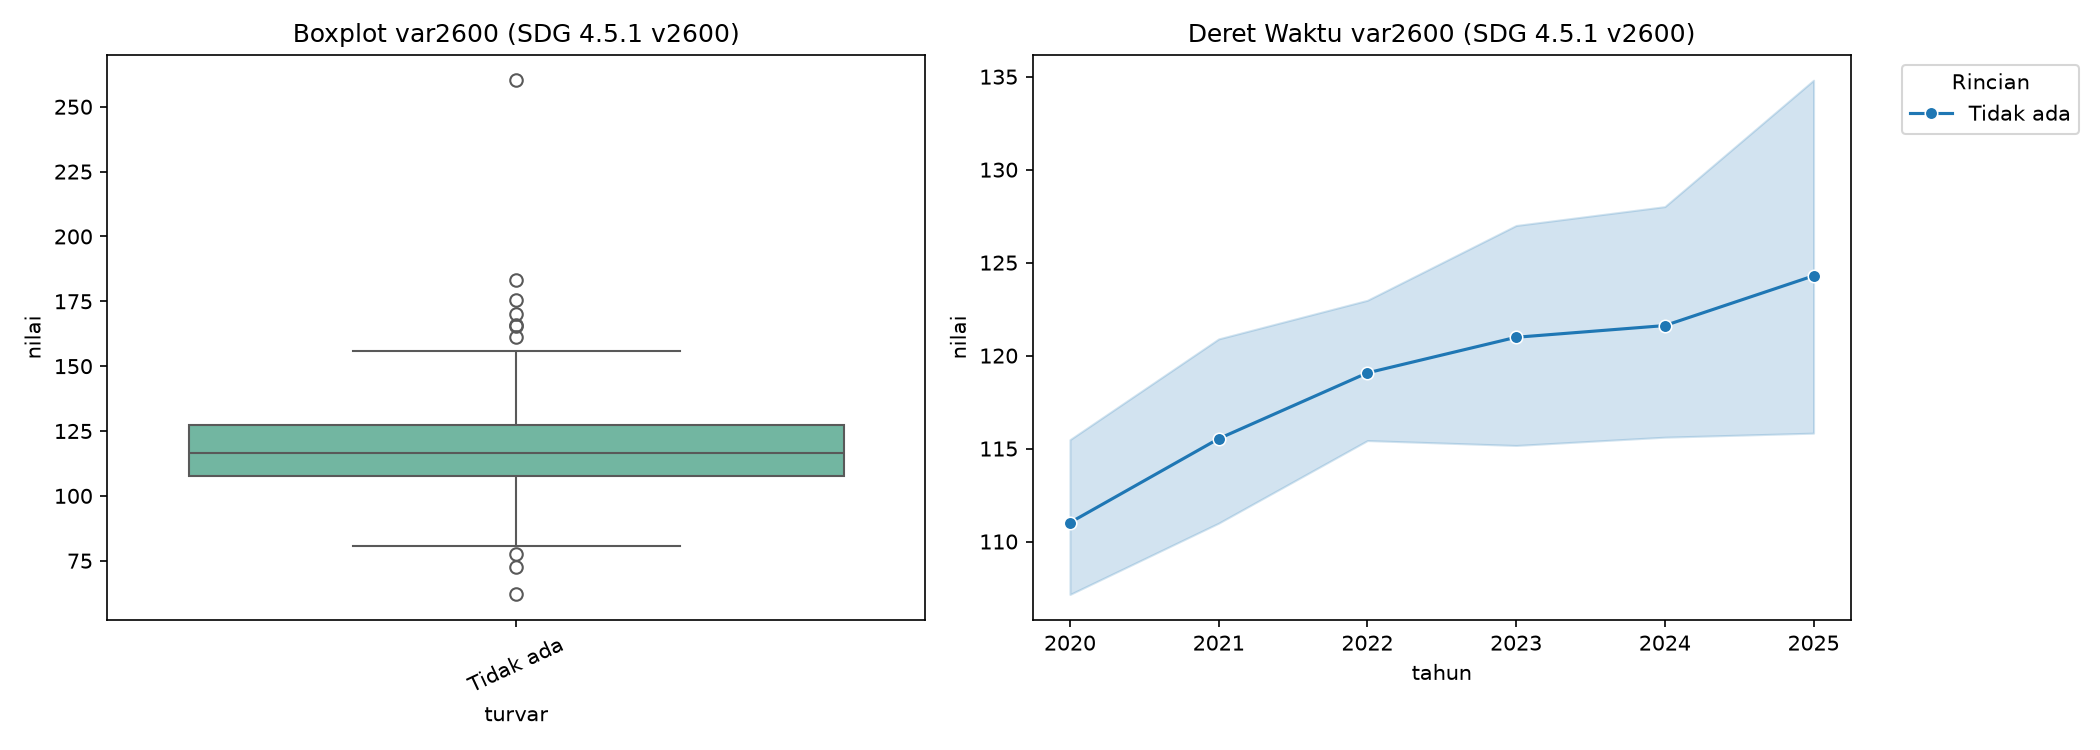 Boxplot var2600 (SDG 4.5.1 v2600)
nilai
250
225
200
175
150
125
100
75
Tidak ada
turvar
Deret Waktu var2600 (SDG 4.5.1 v2600)
nilai
135
130
125
120
115
110
2020 2021 2022 2023 2024 2025
tahun
Rincian
Tidak ada